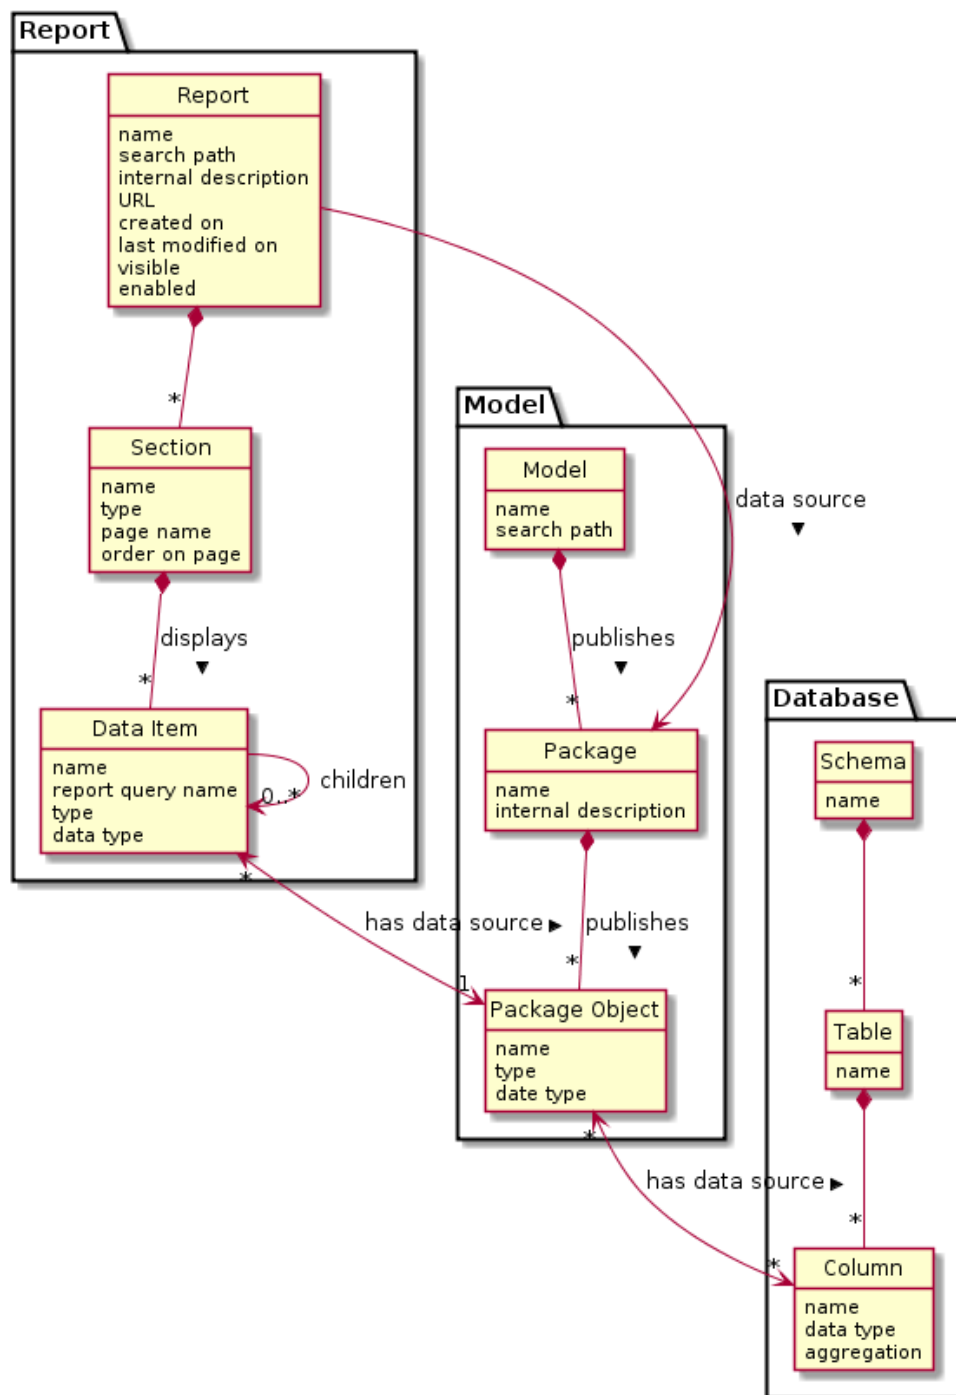 Report
Report
name
search path
internal description
URL
created on
last modified on
visible
enabled
*
Section
name
type
page name
order on page
displays
*
Data Item
name
report query name
type
data type
children
0..*
*
has data source
1
Model
Model
name
search path
data source
publishes
*
Package
name
internal description
publishes
*
Package Object
name
type
date type
*
has data source
*
Database
Schema
name
*
Table
name
*
Column
name
data type
aggregation